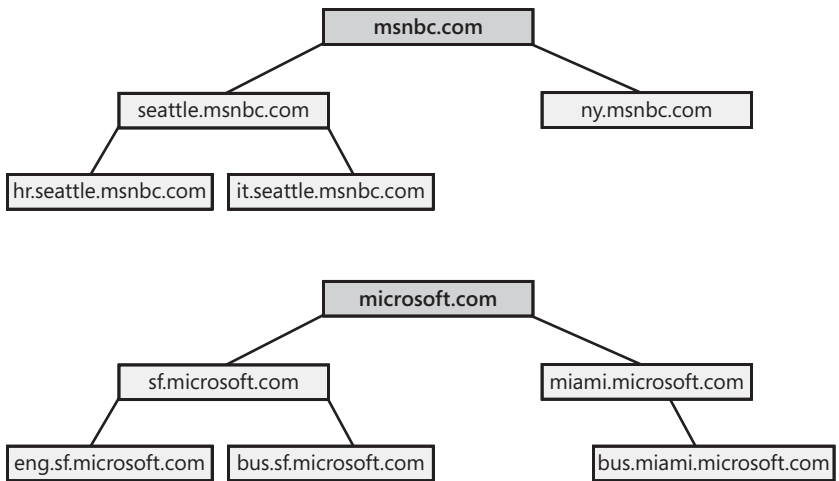 msnbc.com
seattle.msnbc.com
ny.msnbc.com
hr.seattle.msnbc.com
it.seattle.msnbc.com
microsoft.com
sf.microsoft.com
miami.microsoft.com
eng.sf.microsoft.com
bus.sf.microsoft.com
bus.miami.microsoft.com